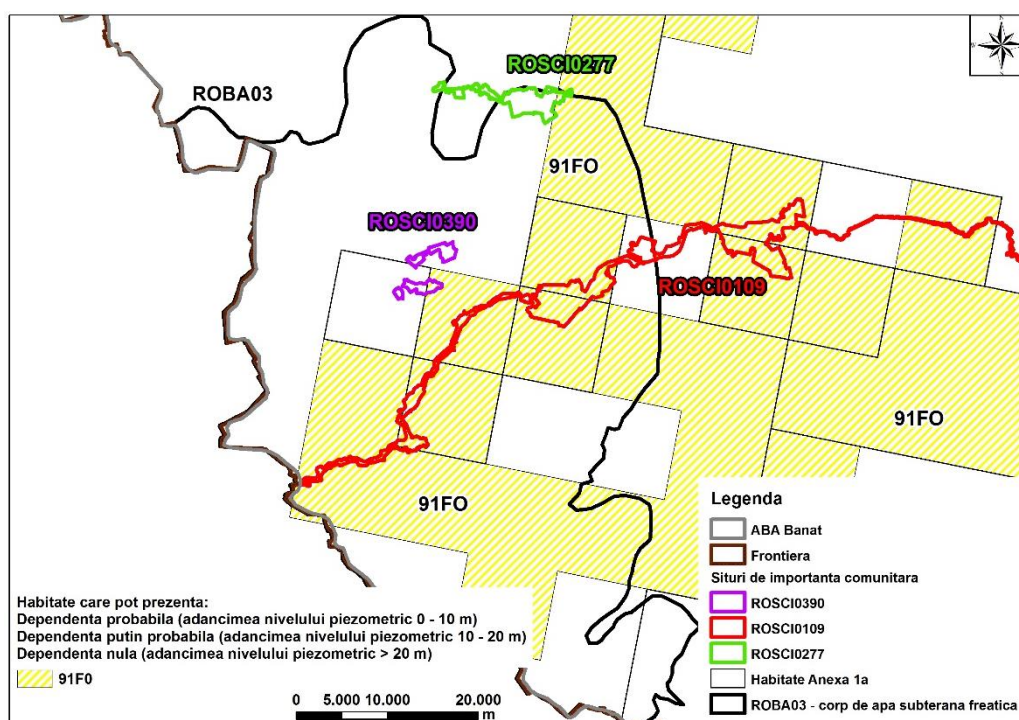 ROSCI0277
ROBA03
91FO
ROSCI0390
ROSCI0109
91FO
91FO
Legenda
ABA Banat
Frontiera
Situri de importanta comunitara
ROSCI0390
ROSCI0109
ROSCI0277
Habitate Anexa 1a
ROBA03 - corp de apa subterana freatica
Habitate care pot prezenta:
Dependenta probabila (adancimea nivelului piezometric 0 - 10 m)
Dependenta putin probabila (adancimea nivelului piezometric 10 - 20 m)
Dependenta nula (adancimea nivelului piezometric > 20 m)
91F0
0 5.000 10.000 20.000
m